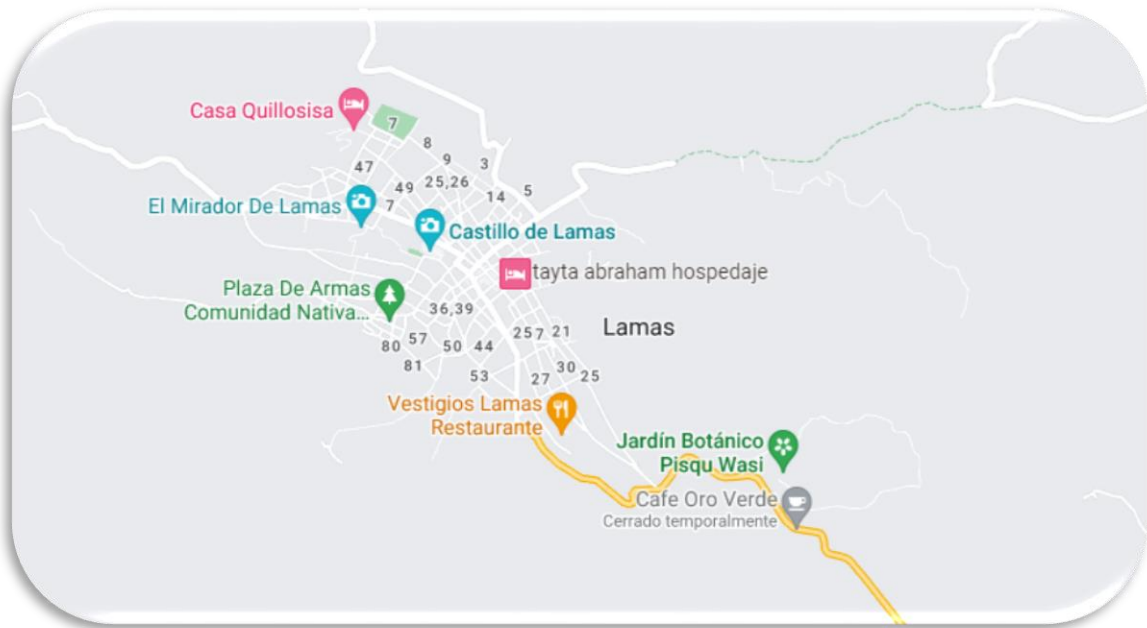 Casa Quillosisa
7
8
9
3
47
49
25,26
14
5
7
El Mirador De Lamas
Castillo de Lamas
tayta abraham hospedaje
Plaza De Armas
Comunidad Nativa...
36,39
Lamas
25 7 21
80
57
50
44
81
53
27
30
25
Vestigios Lamas
Restaurante
Jardín Botánico
Pisqu Wasi
Cafe Oro Verde
Cerrado temporalmente